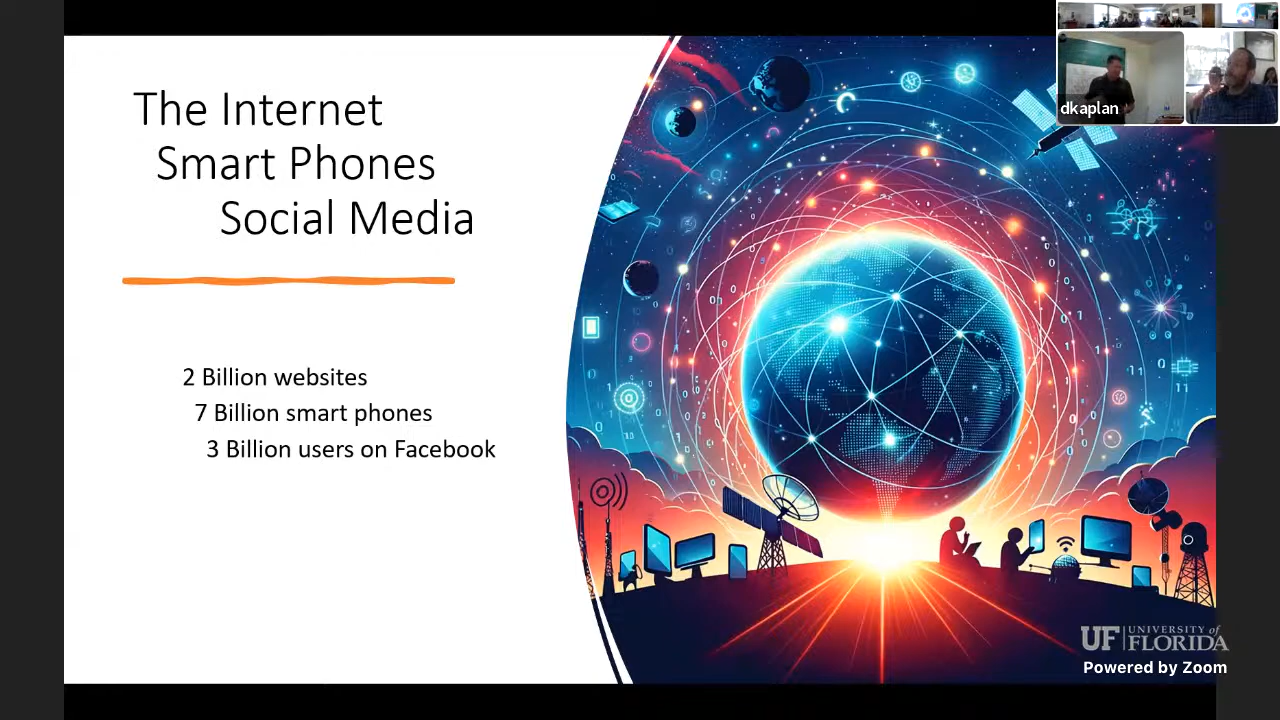 The Internet
Smart Phones
Social Media
2 Billion websites
7 Billion smart phones
3 Billion users on Facebook
dkaplan
UF UNIVERSITY of
FLORIDA
Powered by Zoom